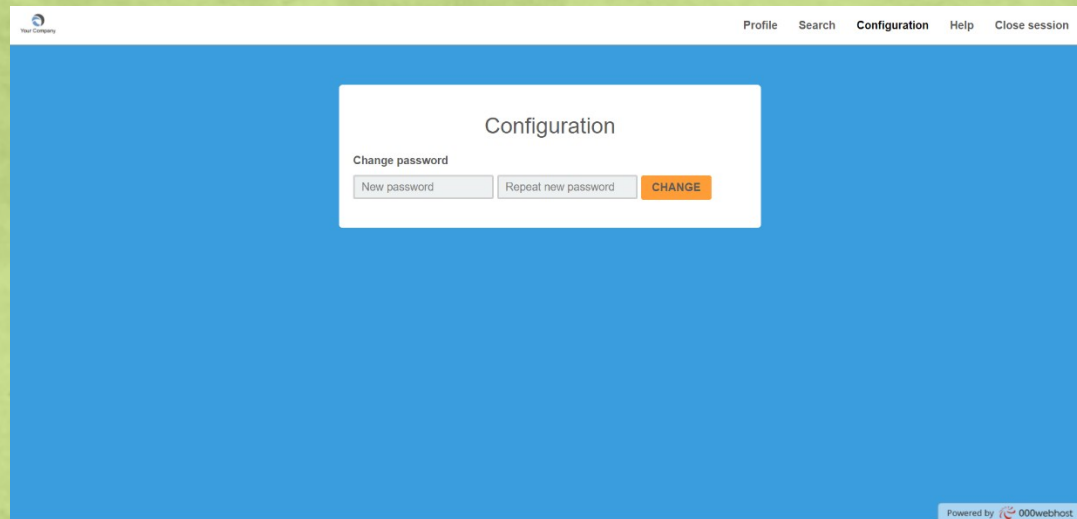 Your Company
Profile Search Configuration Help Close session
Configuration
Change password
New password Repeat new password CHANGE
Powered by 000webhost